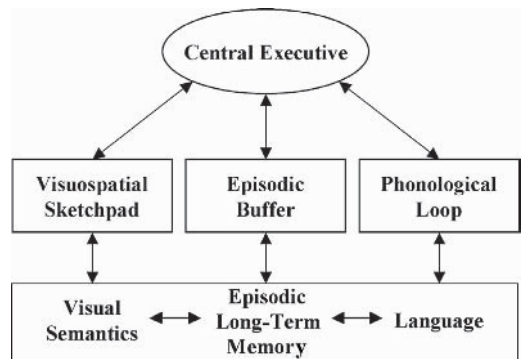 Central Executive
Visuospatial Sketchpad
Episodic Buffer
Phonological Loop
Visual Semantics
Episodic Long-Term Memory
Language